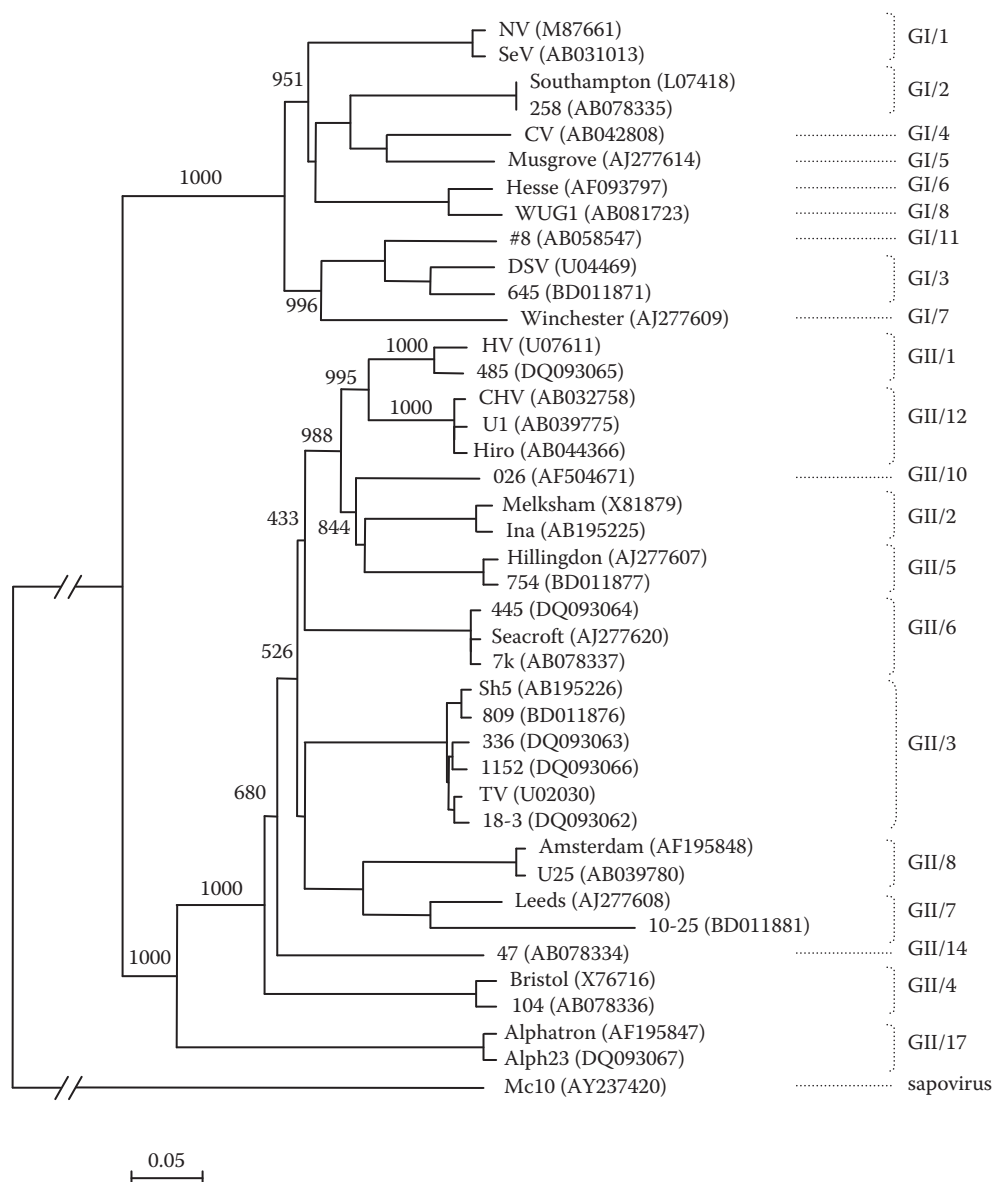 NV (M87661)
SeV (AB031013)
GI/1
951
Southampton (L07418)
258 (AB078335)
GI/2
CV (AB042808)
GI/4
Musgrove (AJ277614)
GI/5
1000
Hesse (AF093797)
GI/6
WUG1 (AB081723)
GI/8
#8 (AB058547)
GI/11
DSV (U04469)
645 (BD011871)
GI/3
996
Winchester (AJ277609)
GI/7
1000
HV (U07611)
485 (DQ093065)
GII/1
995
1000
CHV (AB032758)
U1 (AB039775)
Hiro (AB044366)
GII/12
988
026 (AF504671)
GII/10
433
844
Melksham (X81879)
Ina (AB195225)
GII/2
Hillingdon (AJ277607)
754 (BD011877)
GII/5
445 (DQ093064)
Seacroft (AJ277620)
7k (AB078337)
GII/6
526
Sh5 (AB195226)
809 (BD011876)
336 (DQ093063)
1152 (DQ093066)
TV (U02030)
18-3 (DQ093062)
GII/3
680
Amsterdam (AF195848)
U25 (AB039780)
GII/8
1000
Leeds (AJ277608)
10-25 (BD011881)
GII/7
1000
47 (AB078334)
GII/14
Bristol (X76716)
104 (AB078336)
GII/4
Alphatron (AF195847)
Alph23 (DQ093067)
GII/17
Mc10 (AY237420)
sapovirus
0.05